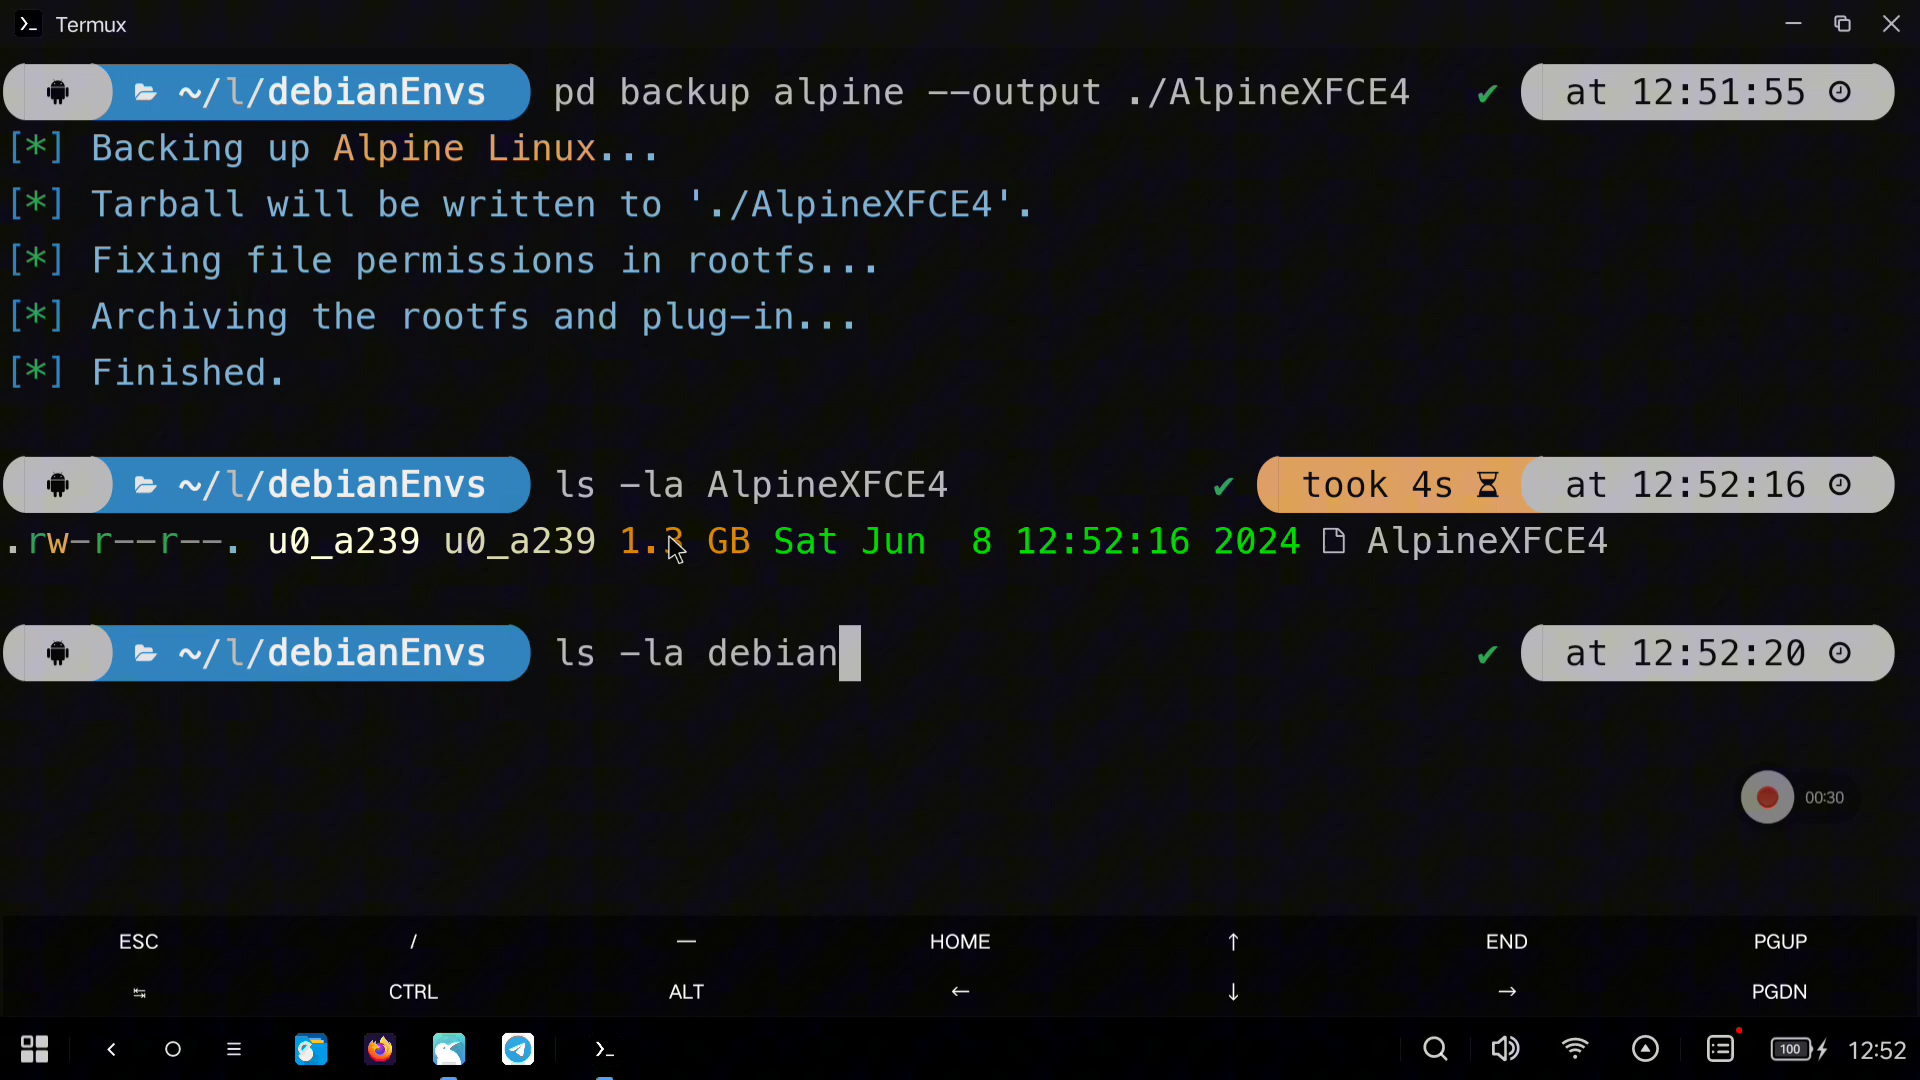 Termux
~/l/debianEnvs pd backup alpine --output ./AlpineXFCE4 ✔ at 12:51:55
[*] Backing up Alpine Linux...
[*] Tarball will be written to './AlpineXFCE4'.
[*] Fixing file permissions in rootfs...
[*] Archiving the rootfs and plug-in...
[*] Finished.
~/l/debianEnvs ls -la AlpineXFCE4 ✔ took 4s at 12:52:16
.rw-r--r--. u0_a239 u0_a239 GB Sat Jun 8 12:52:16 2024 AlpineXFCE4
~/l/debianEnvs ls -la debian ✔ at 12:52:20
00:30
ESC / — HOME ↑ END PGUP
↹ CTRL ALT ← ↓ → PGDN
100 12:52